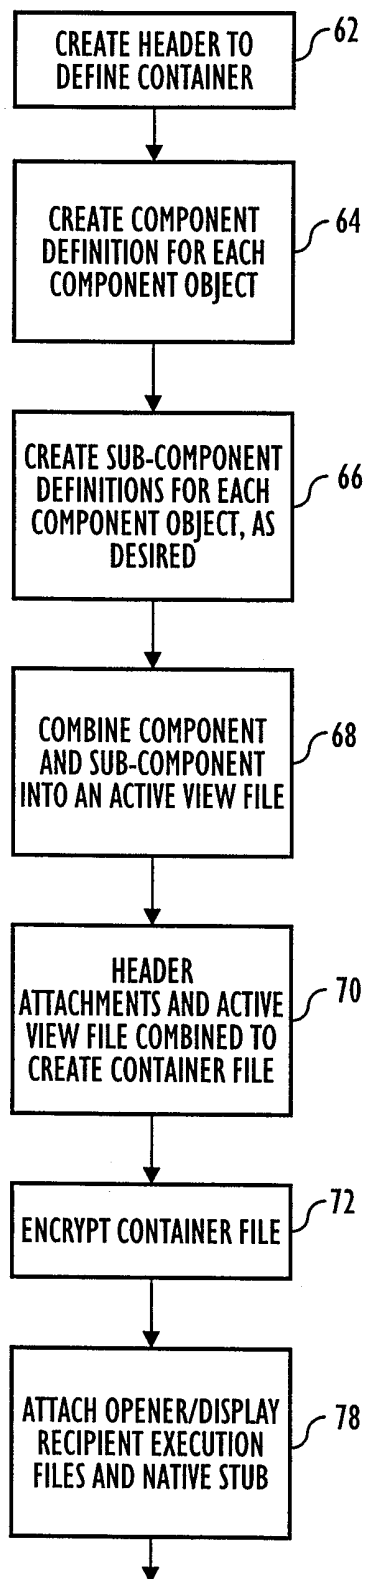 CREATE HEADER TO
DEFINE CONTAINER
62
CREATE COMPONENT
DEFINITION FOR EACH
COMPONENT OBJECT
64
CREATE SUB-COMPONENT
DEFINITIONS FOR EACH
COMPONENT OBJECT, AS
DESIRED
66
COMBINE COMPONENT
AND SUB-COMPONENT
INTO AN ACTIVE VIEW FILE
68
HEADER
ATTACHMENTS AND ACTIVE
VIEW FILE COMBINED TO
CREATE CONTAINER FILE
70
ENCRYPT CONTAINER FILE
72
ATTACH OPENER/DISPLAY
RECIPIENT EXECUTION
FILES AND NATIVE STUB
78